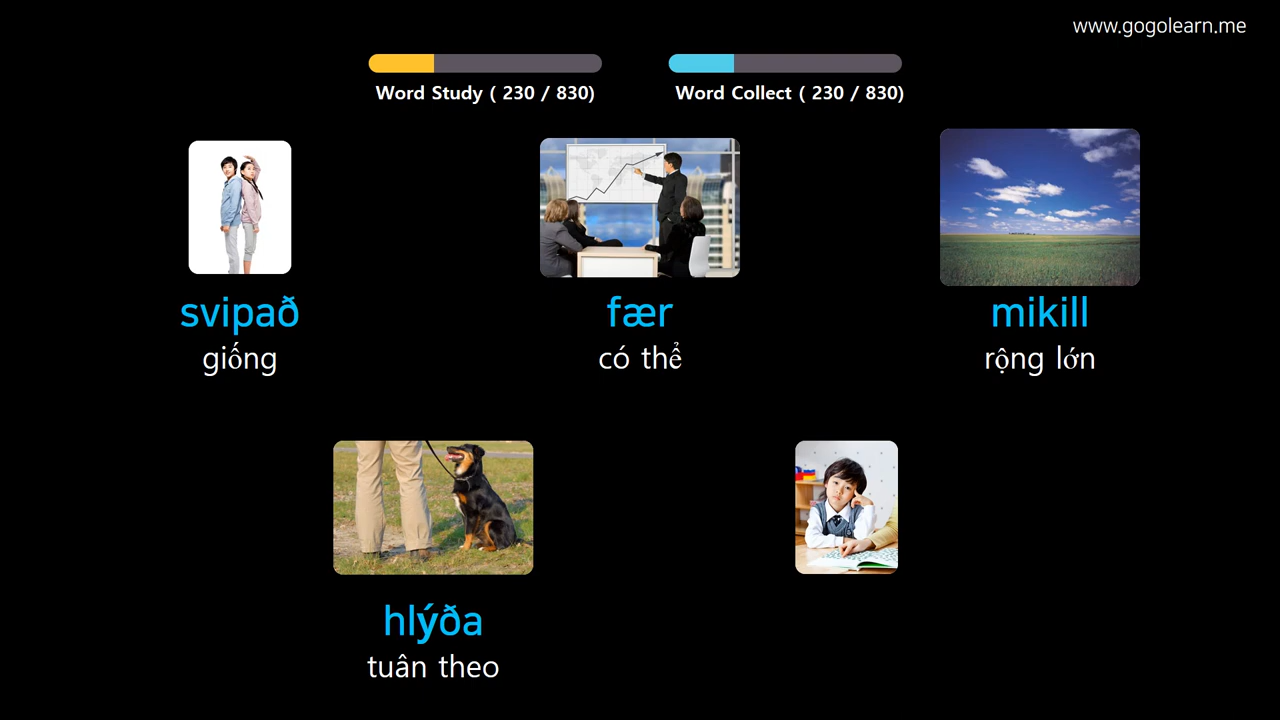 www.gogolearn.me
Word Study ( 230 / 830)
Word Collect ( 230 / 830)
svipað
giống
fær
có thể
mikill
rộng lớn
hlýða
tuân theo